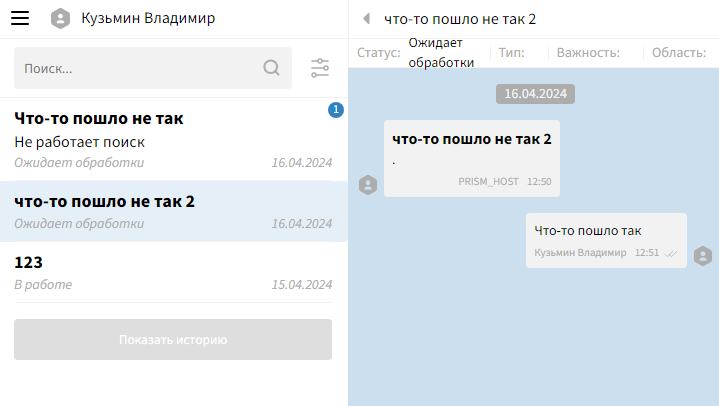 Кузьмин Владимир
Поиск...
Что-то пошло не так
1
Не работает поиск
Ожидает обработки 16.04.2024
что-то пошло не так 2
Ожидает обработки 16.04.2024
123
В работе 15.04.2024
Показать историю
что-то пошло не так 2
Статус: Ожидает обработки Тип: Важность: Область:
16.04.2024
что-то пошло не так 2
.
PRISM_HOST 12:50
Что-то пошло так
Кузьмин Владимир 12:51